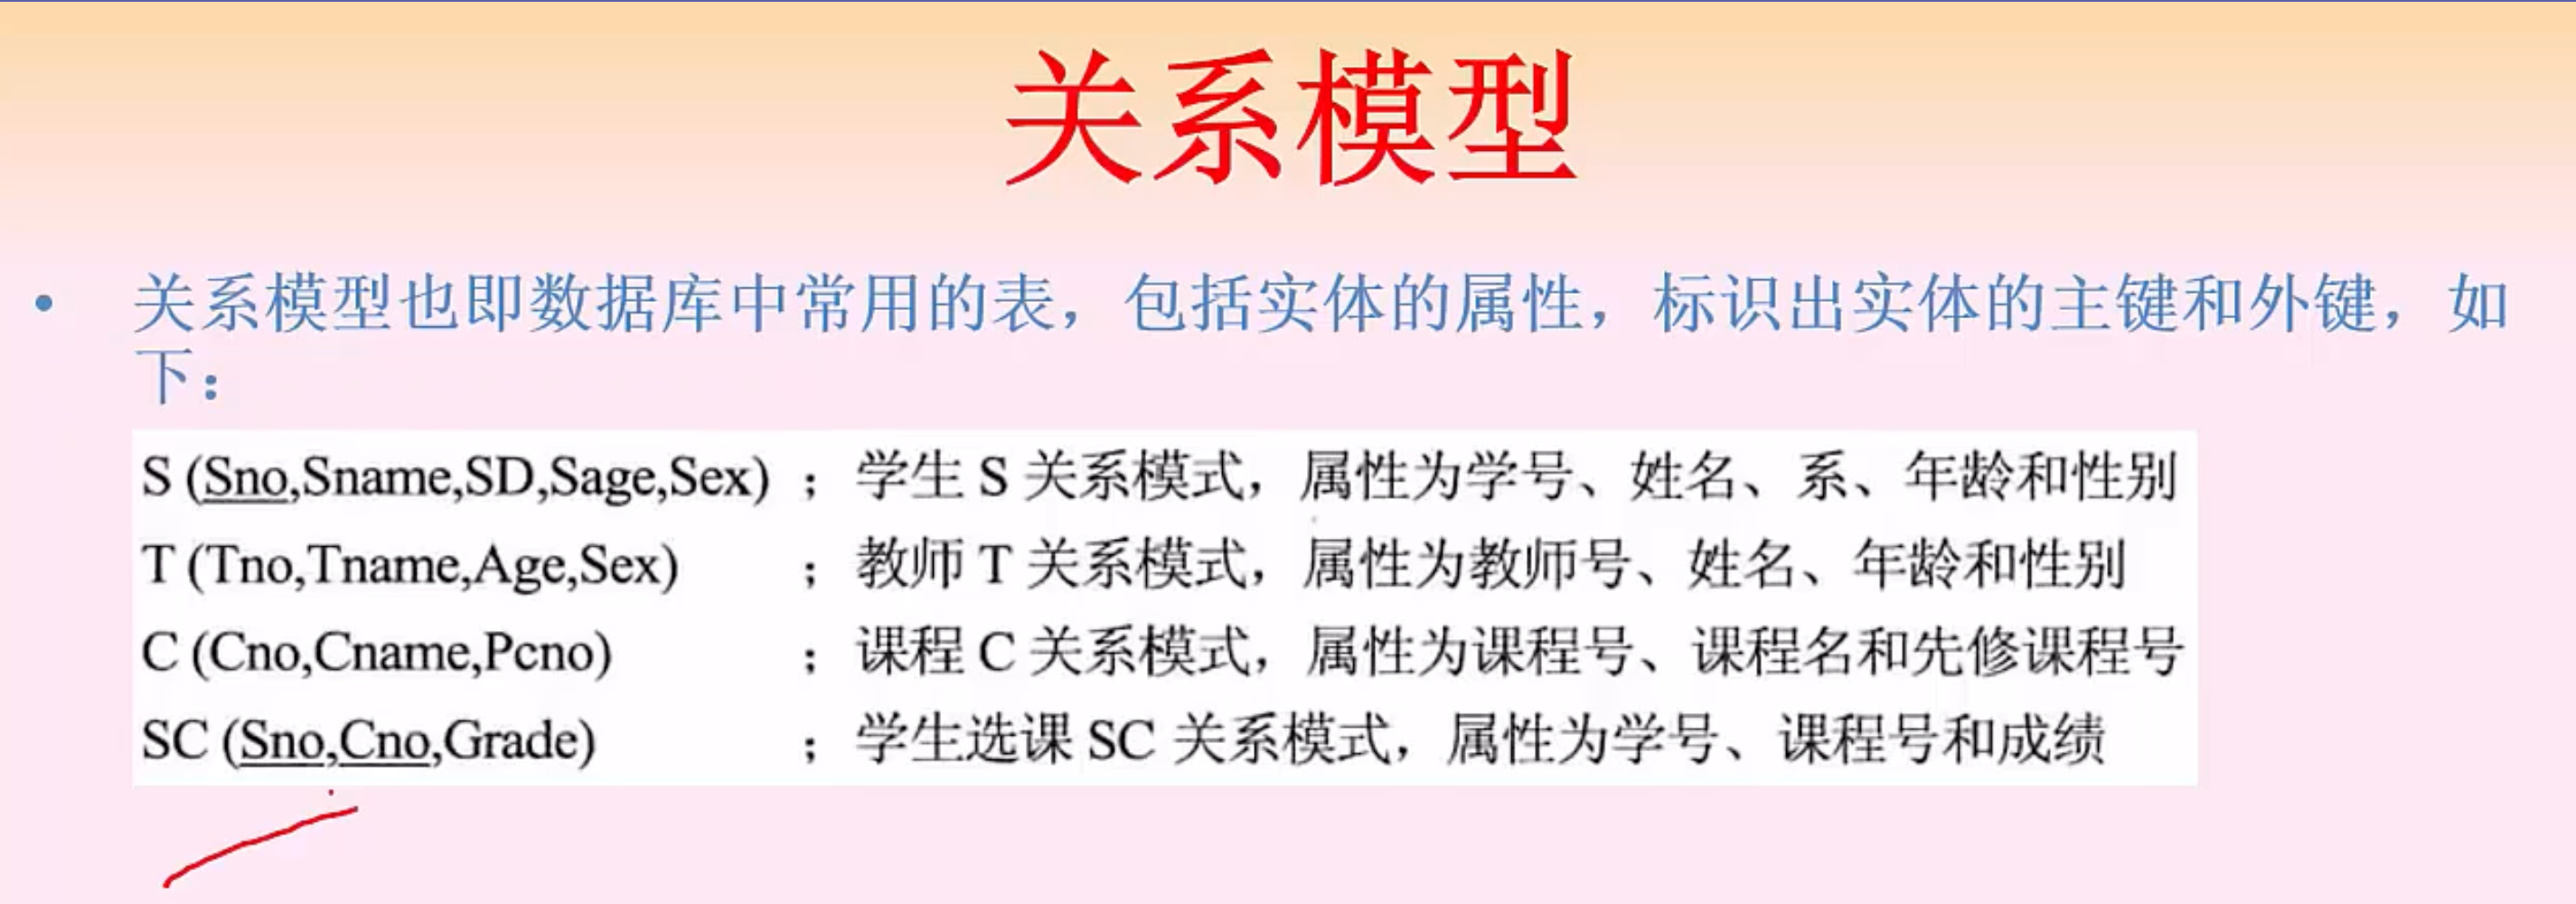 关系模型
• 关系模型也即数据库中常用的表，包括实体的属性，标识出实体的主键和外键，如
下：
S (Sno,Sname,SD,Sage,Sex) ；学生 S 关系模式，属性为学号、姓名、系、年龄和性别
T (Tno,Tname,Age,Sex) ；教师 T 关系模式，属性为教师号、姓名、年龄和性别
C (Cno,Cname,Pcno) ；课程 C 关系模式，属性为课程号、课程名和先修课程号
SC (Sno,Cno,Grade) ；学生选课 SC 关系模式，属性为学号、课程号和成绩